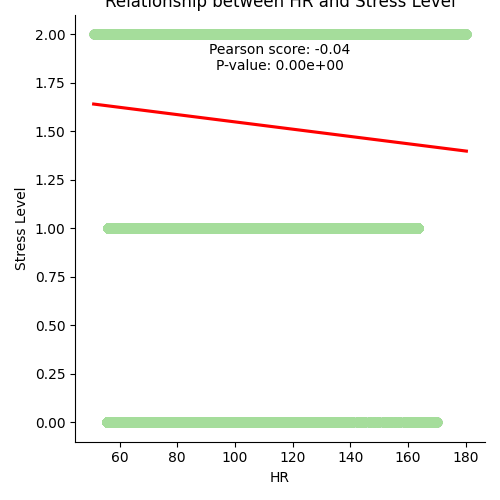 Relationship between HR and Stress Level
Pearson score: -0.04
P-value: 0.00e+00
Stress Level
2.00
1.75
1.50
1.25
1.00
0.75
0.50
0.25
0.00
60 80 100 120 140 160 180
HR